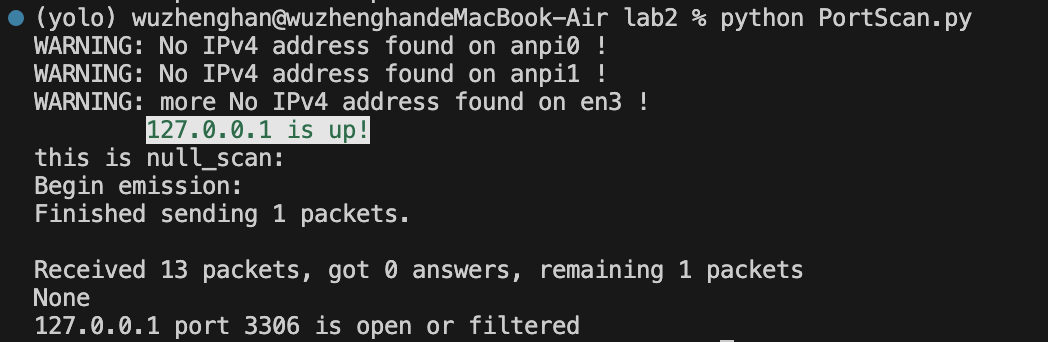 (yolo) wuzhenghan@wuzhenghandeMacBook-Air lab2 % python PortScan.py
WARNING: No IPv4 address found on anpi0 !
WARNING: No IPv4 address found on anpi1 !
WARNING: more No IPv4 address found on en3 !
127.0.0.1 is up!
this is null_scan:
Begin emission:
Finished sending 1 packets.
Received 13 packets, got 0 answers, remaining 1 packets
None
127.0.0.1 port 3306 is open or filtered